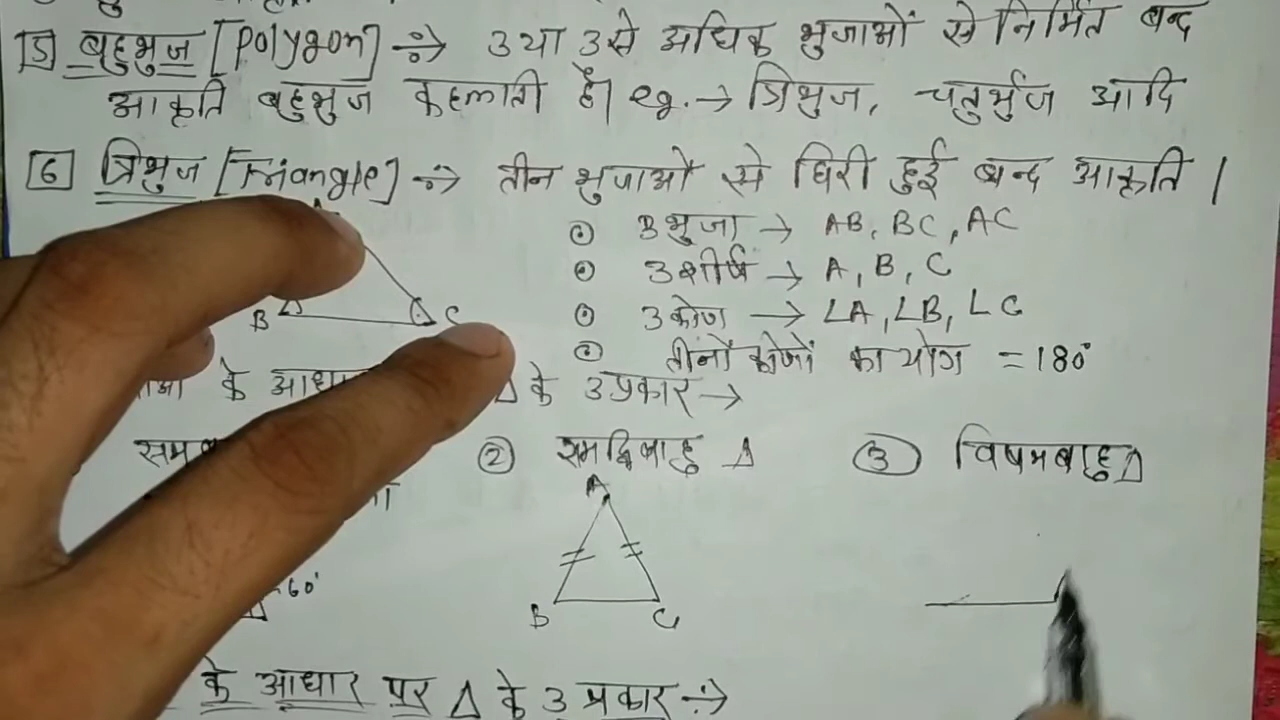 5 बहुभुज [Polygon] ÷→ 3 या 3 से अधिक भुजाओं से निर्मित बन्द
आकृति बहुभुज कहलाती है। eg. → त्रिभुज, चतुर्भुज आदि
6 त्रिभुज [Triangle] ÷→ तीन भुजाओ से घिरी हुई बन्द आकृति।
3 भुजा → AB, BC, AC
3 शीर्ष → A, B, C
B C
3 कोण → ∠A, ∠B, ∠C
तीनों कोणों का योग = 180°
के Δ के 3 प्रकार →
② समद्विबाहु Δ ③ विषमबाहु Δ
A
60°
B C
के आधार पर Δ के 3 प्रकार ÷→